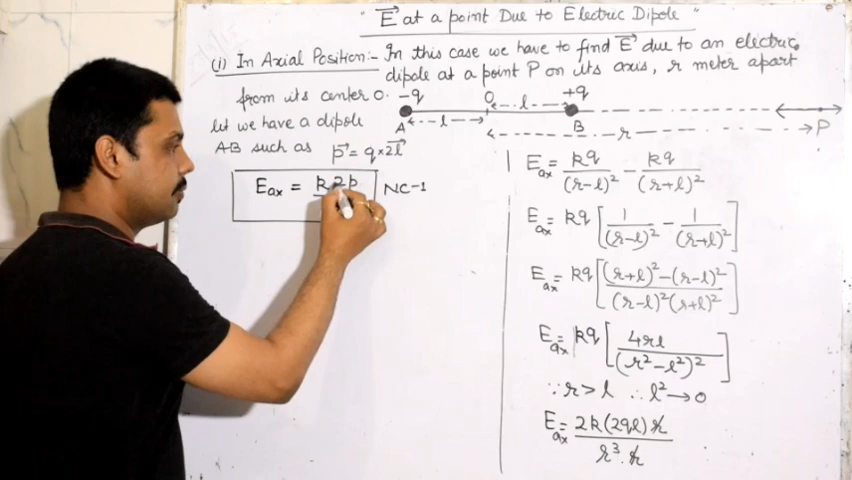 " E→ at a point Due to Electric Dipole "
(i) In Axial Position:- In this case we have to find E→ due to an electric
dipole at a point P on its axis, r meter apart
from its center O.
let we have a dipole
AB such as p→ = q×2l→
-q O +q
l
A l B r P
Eax = k2p NC-1
Eax = kq/(r-l)² - kq/(r+l)²
Eax = kq [1/(r-l)² - 1/(r+l)²]
Eax = kq [(r+l)²-(r-l)²/(r-l)²(r+l)²]
Eax = kq [4rl/(r²-l²)²]
∵ r>l ∴ l²→0
Eax = 2k(2ql)r/r³.r